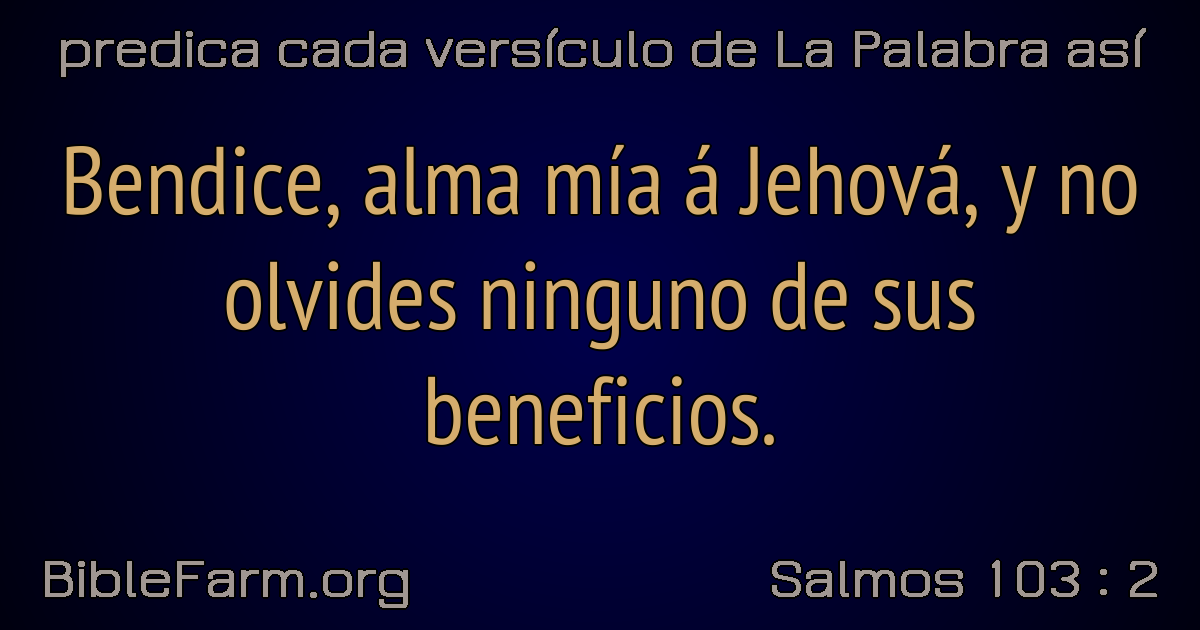 predica cada versículo de La Palabra así
Bendice, alma mía á Jehová, y no
olvides ninguno de sus
beneficios.
BibleFarm.org
Salmos 103 : 2